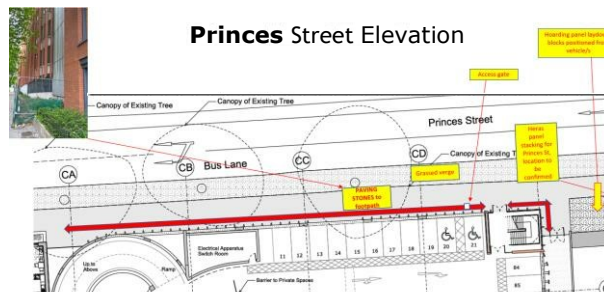 Princes Street Elevation
Hoarding panel laydown
blocks positioned from
vehicle/s
Access gate
Canopy of Existing Tree
Canopy of Existing Tree
Princes Street
Heras
panel
stacking for
Princes St.
location to
be
confirmed
CA
CB
Bus Lane
CC
CD
Canopy of Existing T
Grassed verge
PAVING
STONES to
footpath
Electrical Apparatus
Switch Room
11
12
13
14
15
16
17
18
19
20
21
Up to
Above
Ramp
Barrier to Private Spaces
84
85